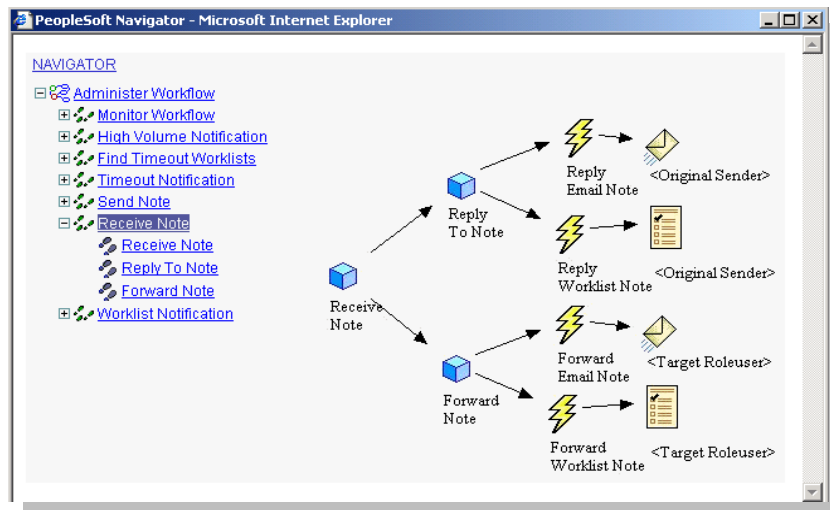 PeopleSoft Navigator - Microsoft Internet Explorer
NAVIGATOR
Administer Workflow
Monitor Workflow
High Volume Notification
Find Timeout Worklists
Timeout Notification
Send Note
Receive Note
Receive Note
Reply To Note
Forward Note
Worklist Notification
Receive
Note
Reply
To Note
Reply
Email Note
<Original Sender>
Reply
Worklist Note
<Original Sender>
Forward
Note
Forward
Email Note
<Target Roleuser>
Forward
Worklist Note
<Target Roleuser>